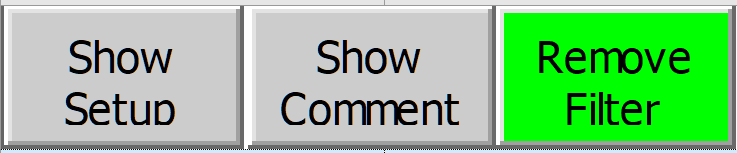 Show
Setup
Show
Comment
Remove
Filter